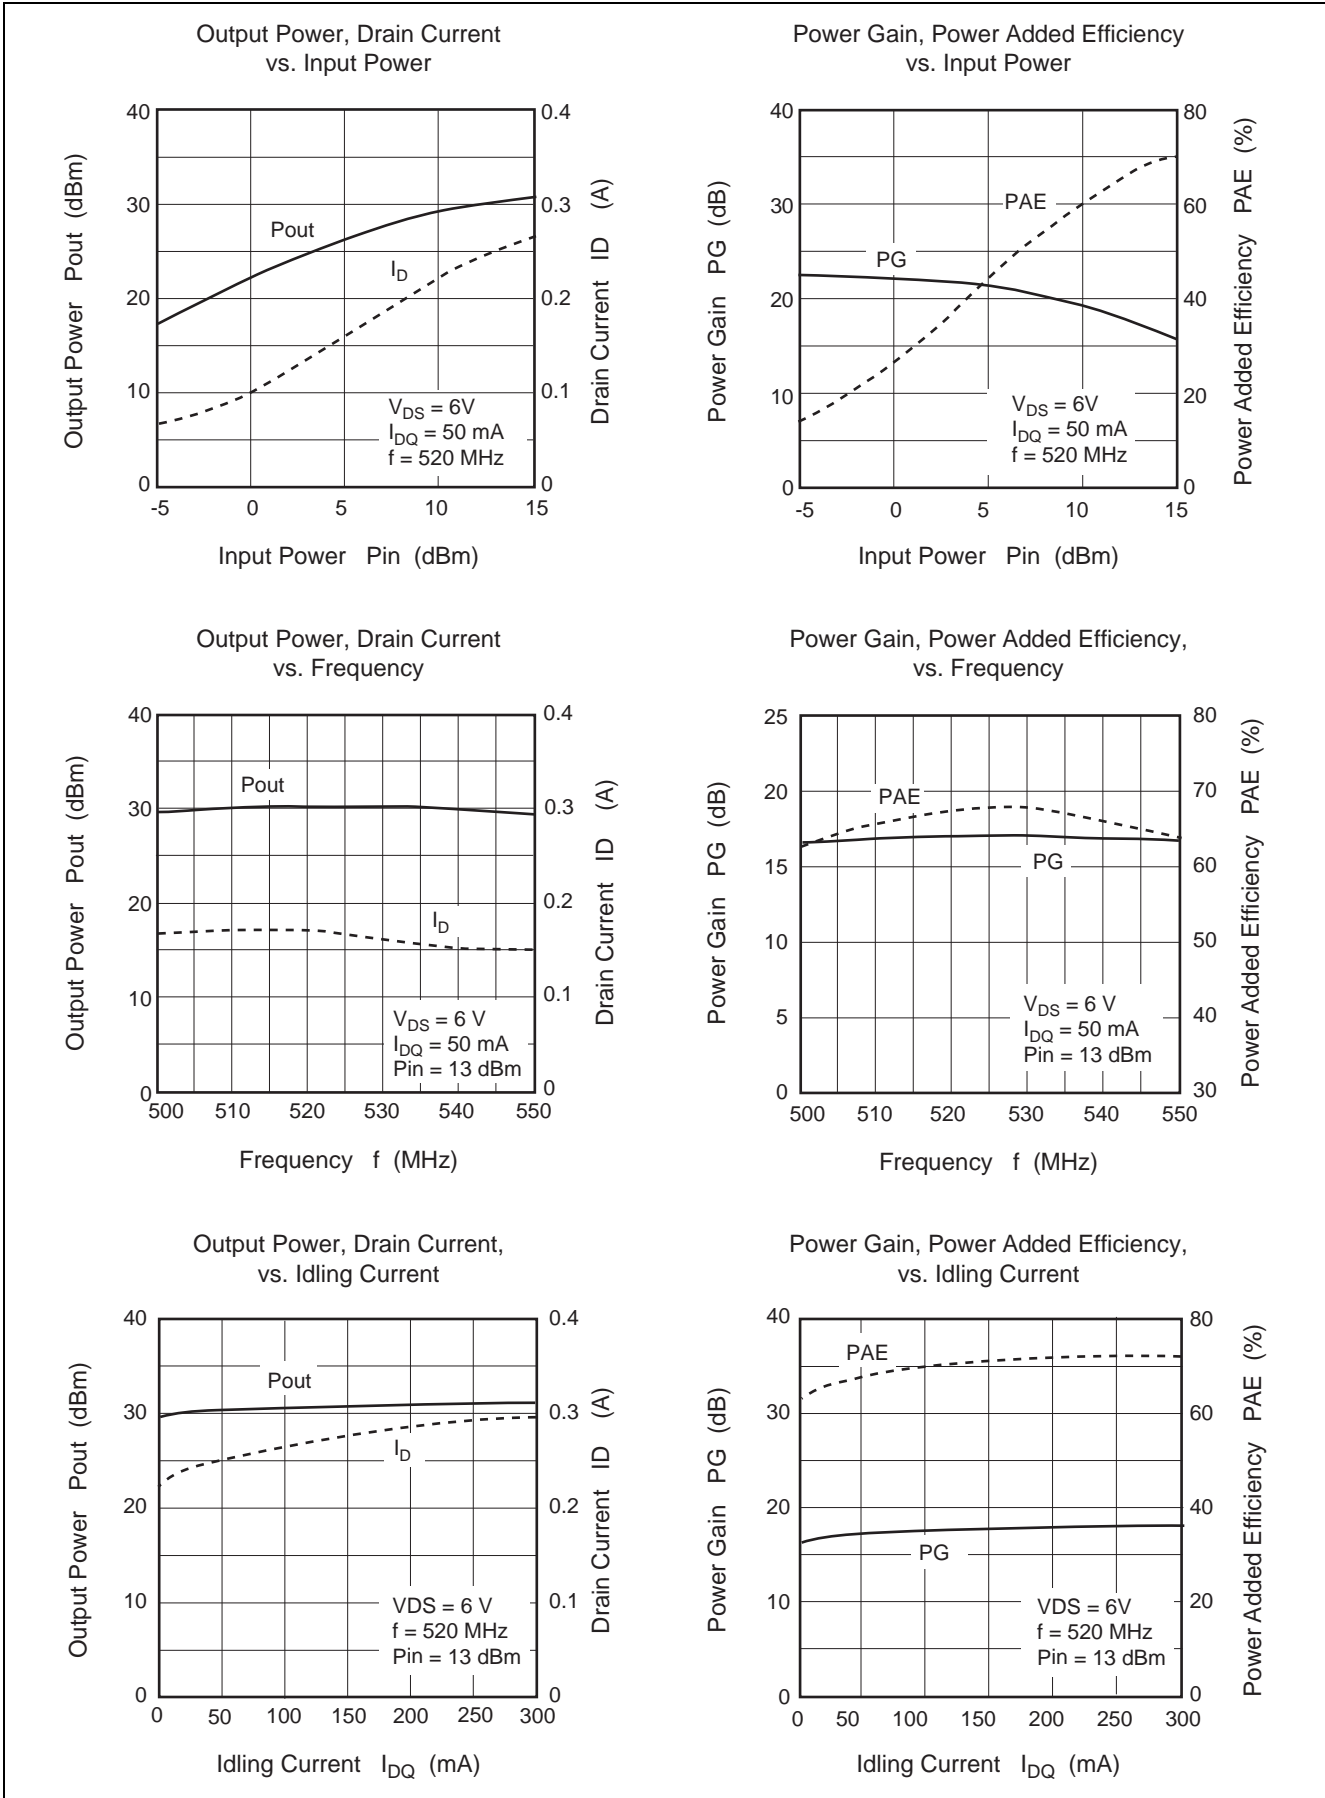 Output Power, Drain Current
vs. Input Power
40
30
20
10
0
0.4
0.3
0.2
0.1
0
-5
0
5
10
15
Output Power Pout (dBm)
Drain Current ID (A)
Pout
ID
VDS = 6V
IDQ = 50 mA
f = 520 MHz
Input Power Pin (dBm)
Power Gain, Power Added Efficiency
vs. Input Power
40
30
20
10
0
80
60
40
20
0
-5
0
5
10
15
Power Gain PG (dB)
Power Added Efficiency PAE (%)
PAE
PG
VDS = 6V
IDQ = 50 mA
f = 520 MHz
Input Power Pin (dBm)
Output Power, Drain Current
vs. Frequency
40
30
20
10
0
0.4
0.3
0.2
0.1
0
500
510
520
530
540
550
Output Power Pout (dBm)
Drain Current ID (A)
Pout
ID
VDS = 6 V
IDQ = 50 mA
Pin = 13 dBm
Frequency f (MHz)
Power Gain, Power Added Efficiency,
vs. Frequency
25
20
15
10
5
0
80
70
60
50
40
30
500
510
520
530
540
550
Power Gain PG (dB)
Power Added Efficiency PAE (%)
PAE
PG
VDS = 6 V
IDQ = 50 mA
Pin = 13 dBm
Frequency f (MHz)
Output Power, Drain Current,
vs. Idling Current
40
30
20
10
0
0.4
0.3
0.2
0.1
0
0
50
100
150
200
250
300
Output Power Pout (dBm)
Drain Current ID (A)
Pout
ID
VDS = 6 V
f = 520 MHz
Pin = 13 dBm
Idling Current IDQ (mA)
Power Gain, Power Added Efficiency,
vs. Idling Current
40
30
20
10
0
80
60
40
20
0
0
50
100
150
200
250
300
Power Gain PG (dB)
Power Added Efficiency PAE (%)
PAE
PG
VDS = 6V
f = 520 MHz
Pin = 13 dBm
Idling Current IDQ (mA)